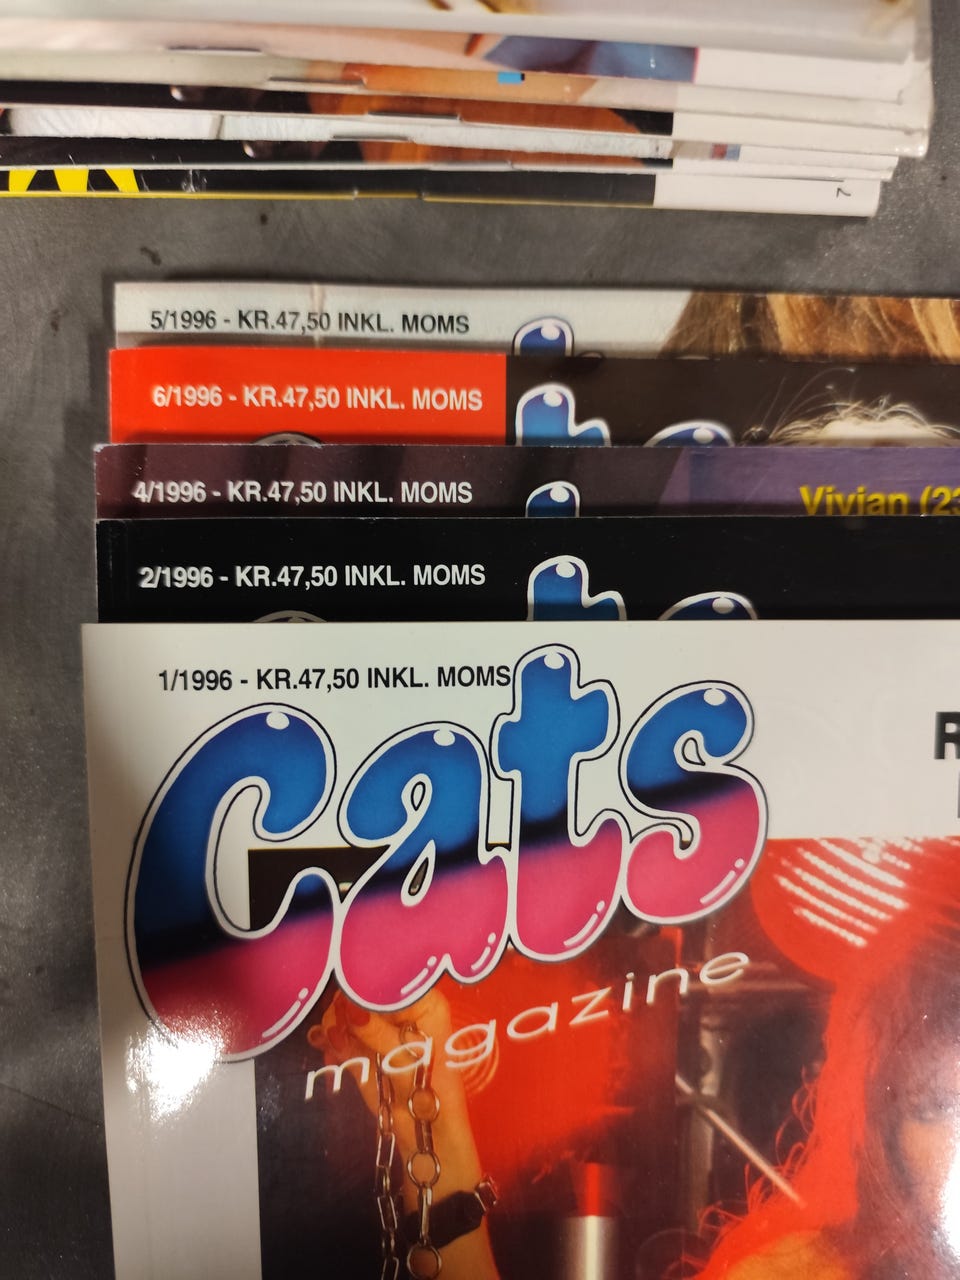 5/1996 - KR.47,50 INKL. MOMS
6/1996 - KR.47,50 INKL. MOMS
4/1996 - KR.47,50 INKL. MOMS
Vivian (23
2/1996 - KR.47,50 INKL. MOMS
1/1996 - KR.47,50 INKL. MOMS
Cats
magazine